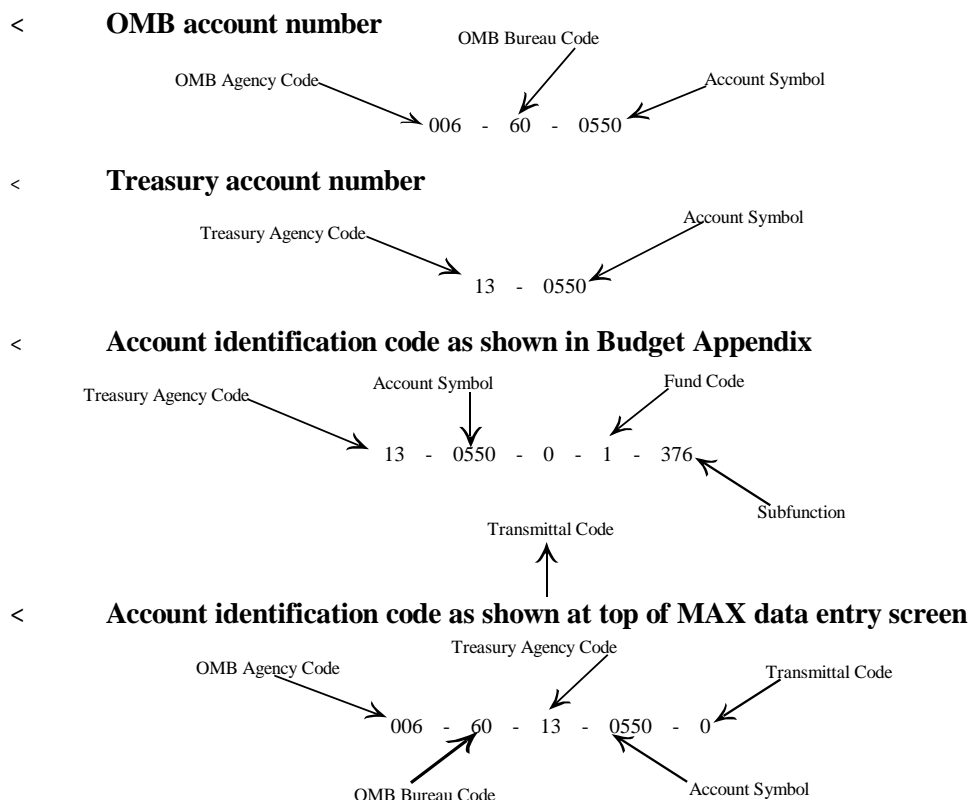 < OMB account number
OMB Bureau Code
OMB Agency Code
Account Symbol
006 - 60 - 0550
< Treasury account number
Account Symbol
Treasury Agency Code
13 - 0550
< Account identification code as shown in Budget Appendix
Account Symbol
Fund Code
Treasury Agency Code
13 - 0550 - 0 - 1 - 376
Subfunction
Transmittal Code
< Account identification code as shown at top of MAX data entry screen
Treasury Agency Code
OMB Agency Code
Transmittal Code
006 - 60 - 13 - 0550 - 0
OMB Bureau Code
Account Symbol